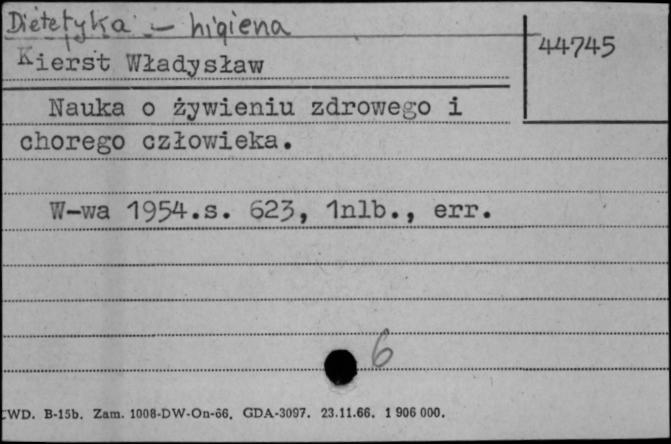 Dietetyka - higiena
44745
Kierst Władysław
Nauka o żywieniu zdrowego i
chorego człowieka.
W-wa 1954.s. 623, 1nlb., err.
6
CWD. B-15b. Zam. 1008-DW-On-66. GDA-3097. 23.11.66. 1 906 000.